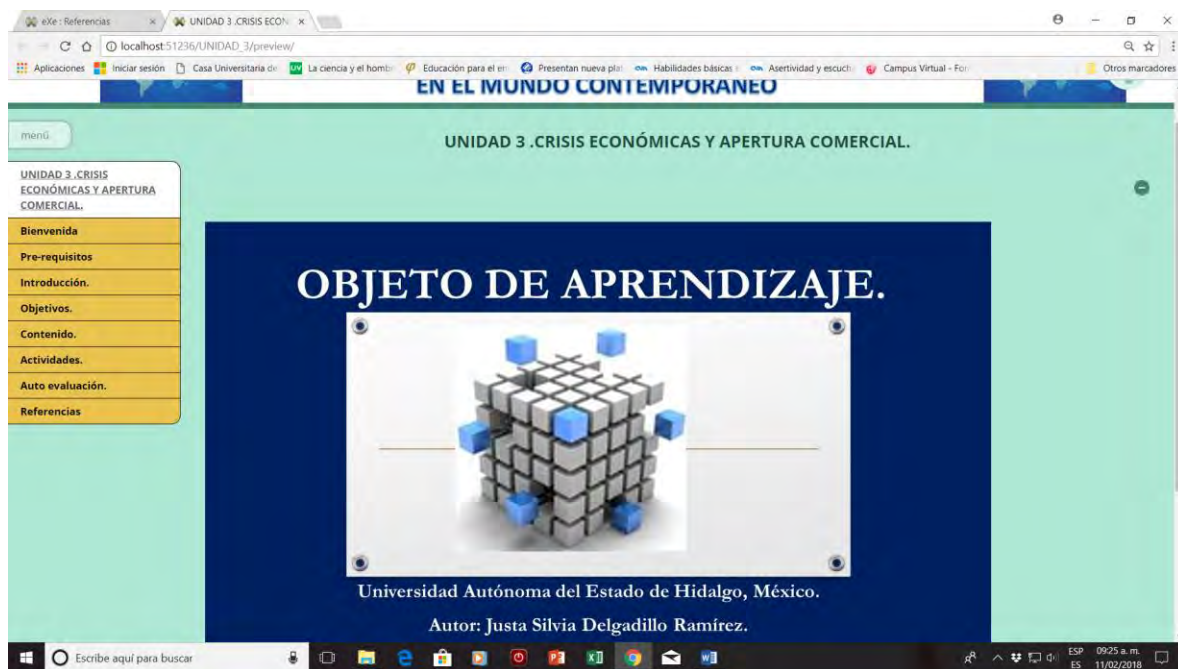 eXe : Referencias
UNIDAD 3 .CRISIS ECON
localhost:51236/UNIDAD_3/preview/
Aplicaciones Iniciar sesión Casa Universitaria de La ciencia y el homb Educación para el Presentan nueva pla Habilidades básicas Asertividad y escuch Campus Virtual - For Otros marcadores
EN EL MUNDO CONTEMPORÁNEO
menú
UNIDAD 3 .CRISIS ECONÓMICAS Y APERTURA COMERCIAL.
UNIDAD 3 .CRISIS
ECONÓMICAS Y APERTURA
COMERCIAL.
Bienvenida
Pre-requisitos
Introducción.
Objetivos.
Contenido.
Actividades.
Auto evaluación.
Referencias
OBJETO DE APRENDIZAJE.
Universidad Autónoma del Estado de Hidalgo, México.
Autor: Justa Silvia Delgadillo Ramírez.
Escribe aquí para buscar
ESP 09:25 a. m.
ES 01/02/2018